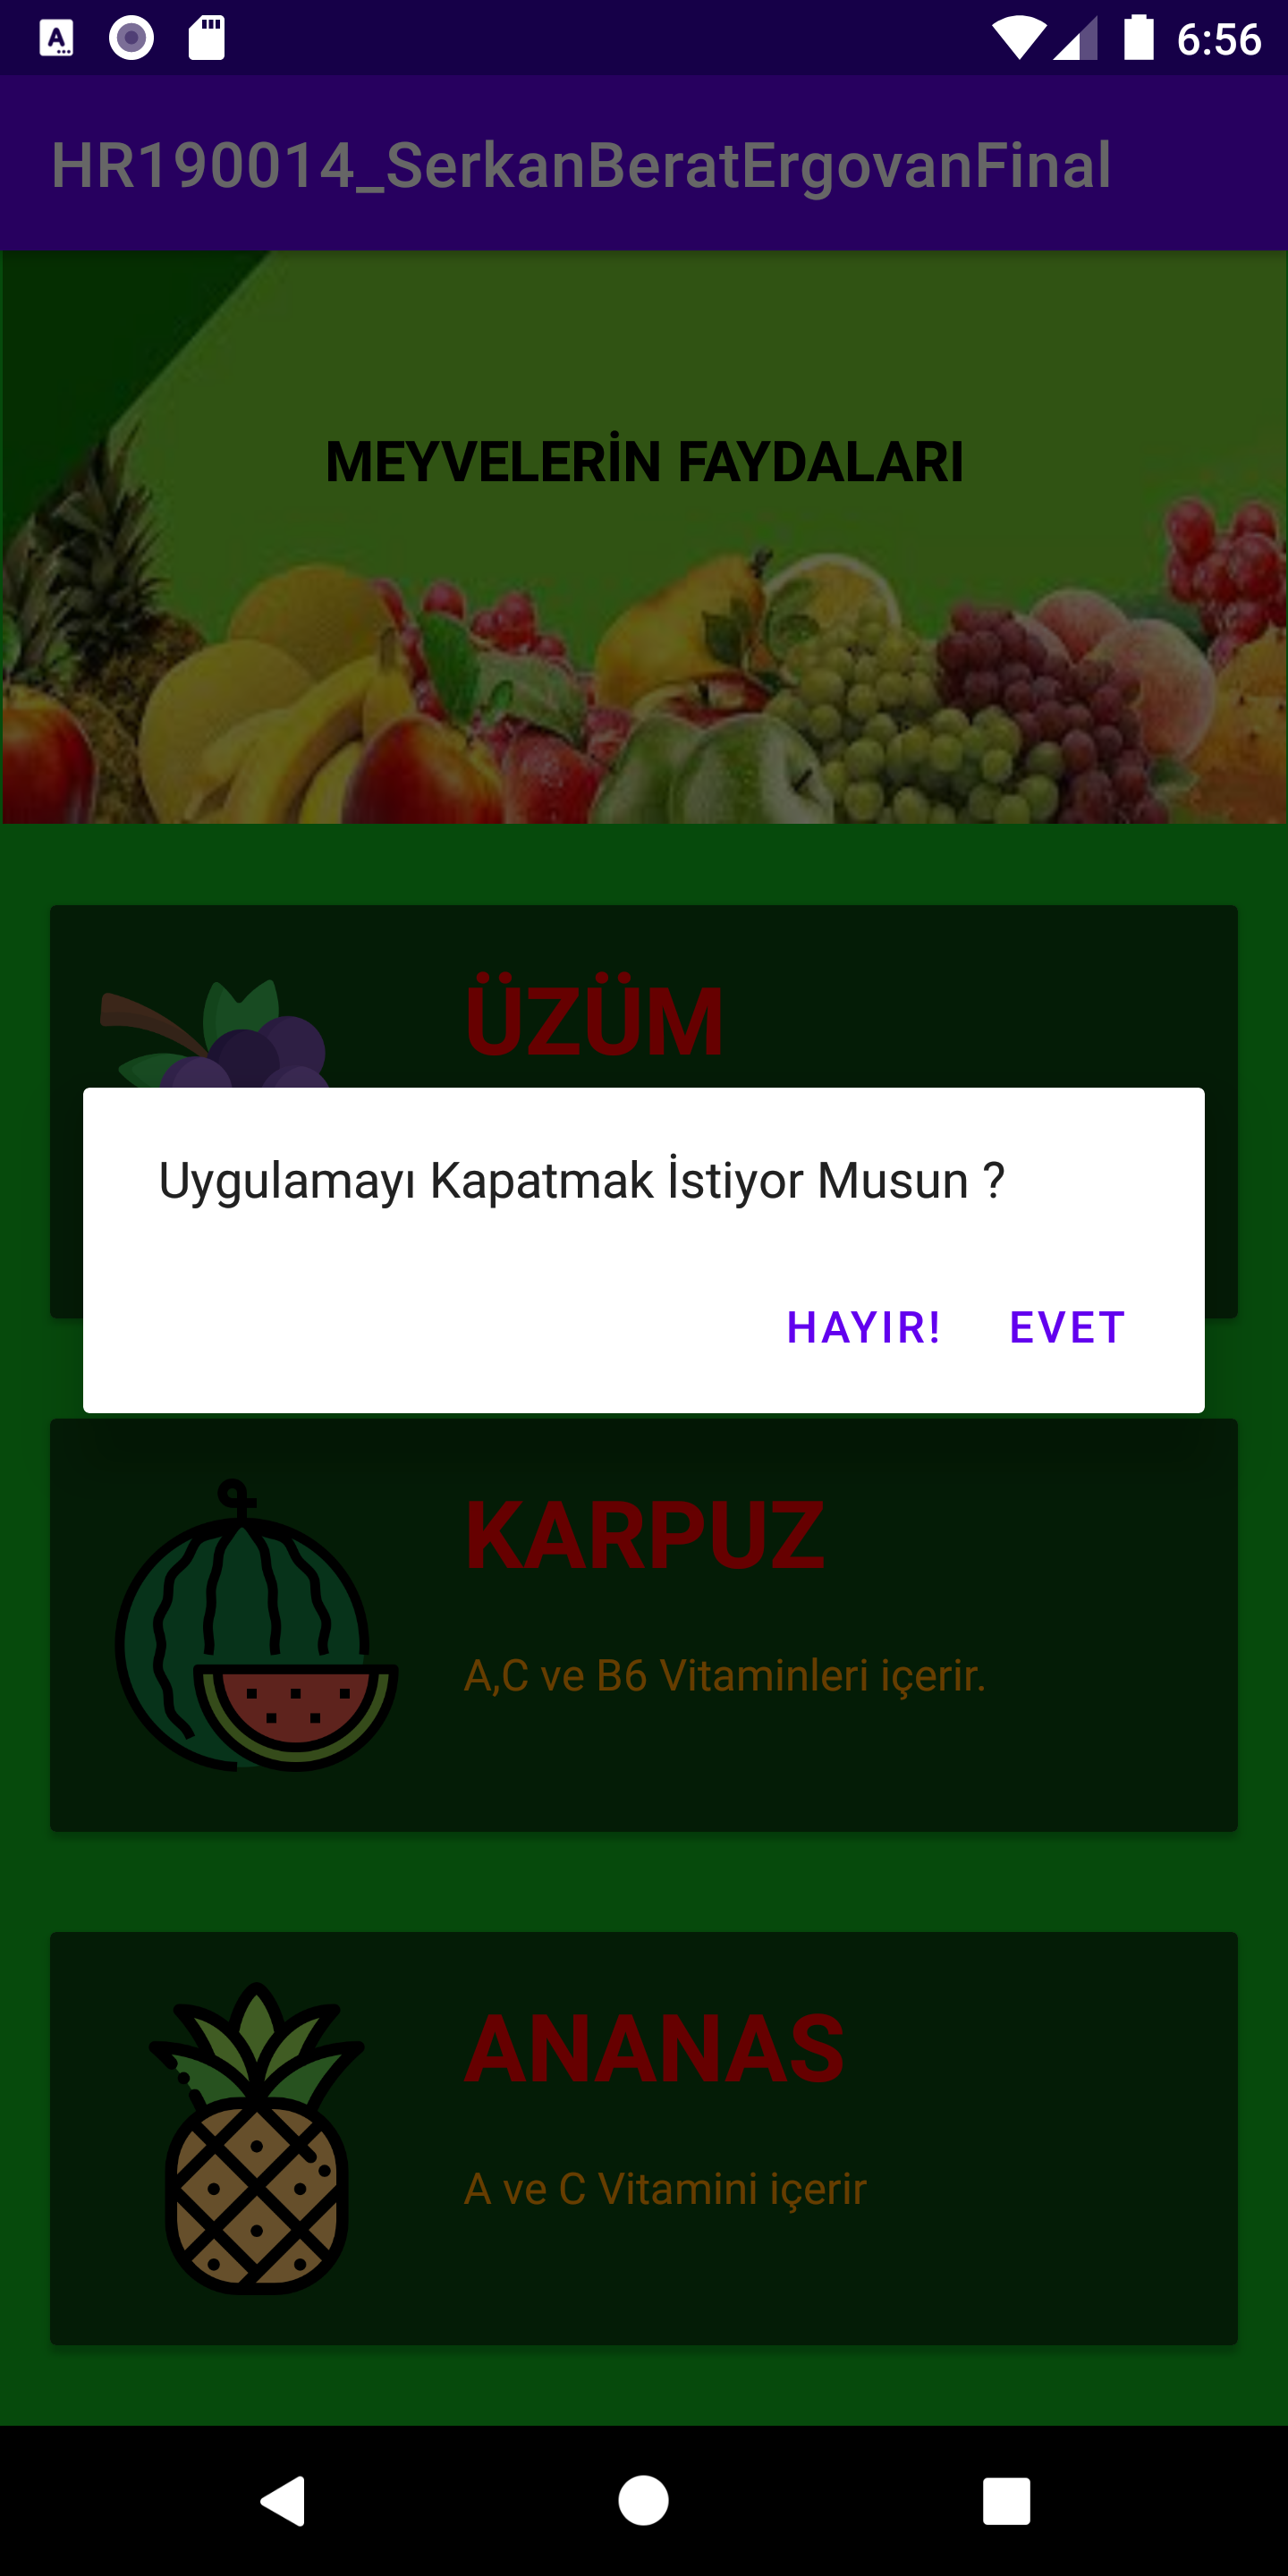 6:56
HR190014_SerkanBeratErgovanFinal
MEYVELERİN FAYDALARI
ÜZÜM
Uygulamayı Kapatmak İstiyor Musun ?
HAYIR! EVET
KARPUZ
A,C ve B6 Vitaminleri içerir.
ANANAS
A ve C Vitamini içerir